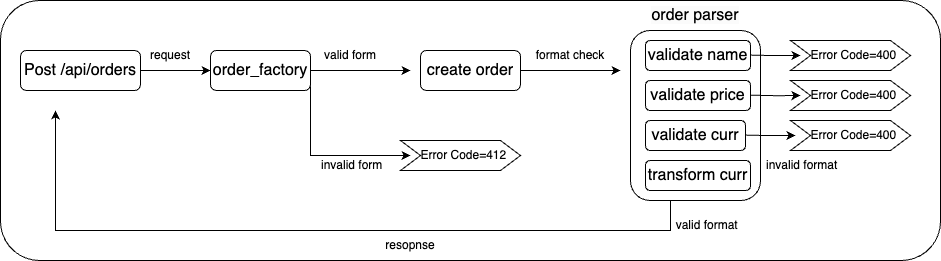 order parser
Post /api/orders
request
order_factory
valid form
create order
format check
validate name
Error Code=400
validate price
Error Code=400
validate curr
Error Code=400
transform curr
invalid format
invalid form
Error Code=412
valid format
resopnse